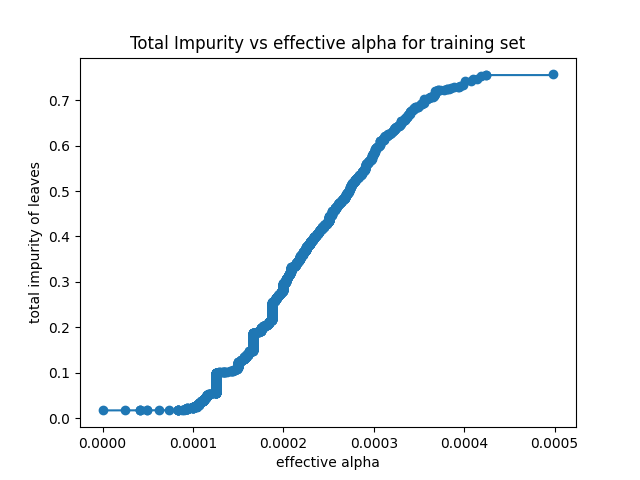 Total Impurity vs effective alpha for training set
total impurity of leaves
0.7
0.6
0.5
0.4
0.3
0.2
0.1
0.0
0.0000 0.0001 0.0002 0.0003 0.0004 0.0005
effective alpha